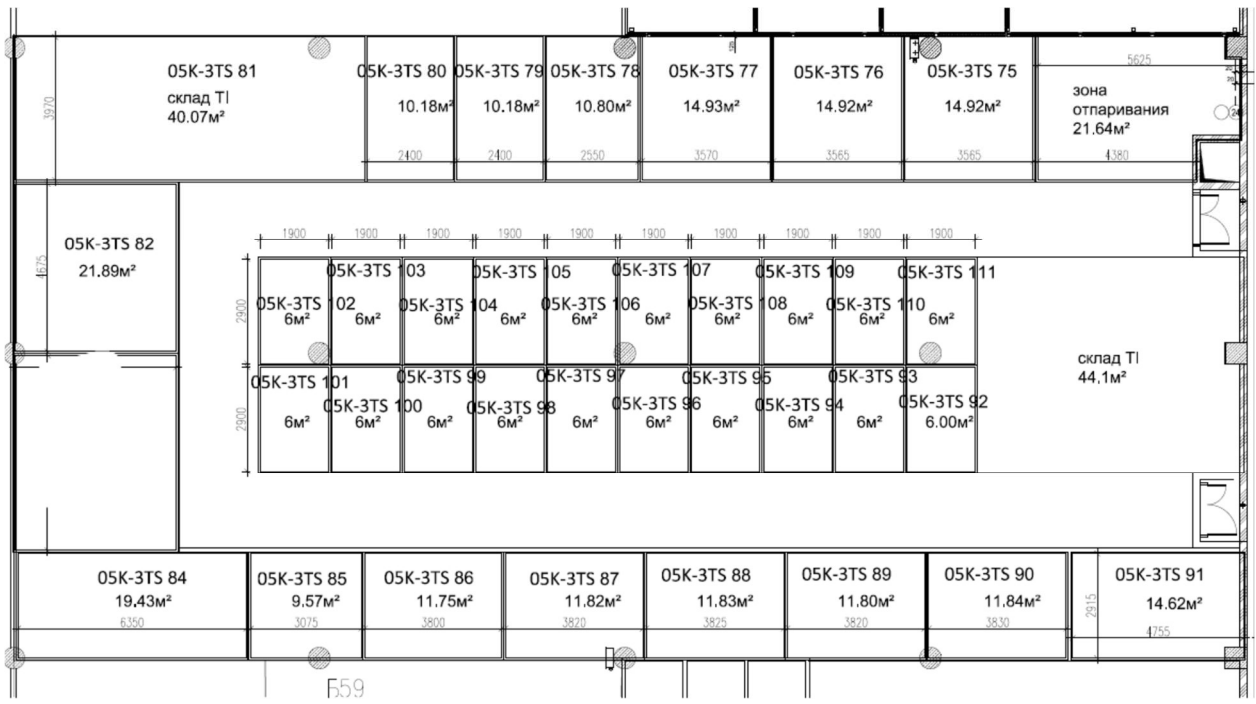 05K-3TS 81
склад TI
40.07м²
3970
05K-3TS 80
10.18м²
2400
05K-3TS 79
10.18м²
2400
05K-3TS 78
10.80м²
2550
05K-3TS 77
14.93м²
3570
05K-3TS 76
14.92м²
3565
05K-3TS 75
14.92м²
3565
5625
зона
отпаривания
21.64м²
4380
05K-3TS 82
21.89м²
4675
1900 1900 1900 1900 1900 1900 1900 1900 1900 1900
2900
05K-3TS 102
6м²
05K-3TS 103
6м²
05K-3TS 104
6м²
05K-3TS 105
6м²
05K-3TS 106
6м²
05K-3TS 107
6м²
05K-3TS 108
6м²
05K-3TS 109
6м²
05K-3TS 110
6м²
05K-3TS 111
6м²
склад TI
44.1м²
2900
05K-3TS 101
6м²
05K-3TS 100
6м²
05K-3TS 99
6м²
05K-3TS 98
6м²
05K-3TS 97
6м²
05K-3TS 96
6м²
05K-3TS 95
6м²
05K-3TS 94
6м²
05K-3TS 93
6м²
05K-3TS 92
6.00м²
05K-3TS 84
19.43м²
6350
05K-3TS 85
9.57м²
3075
05K-3TS 86
11.75м²
3800
05K-3TS 87
11.82м²
3820
05K-3TS 88
11.83м²
3825
05K-3TS 89
11.80м²
3820
05K-3TS 90
11.84м²
3830
05K-3TS 91
14.62м²
2915
4755
Б59